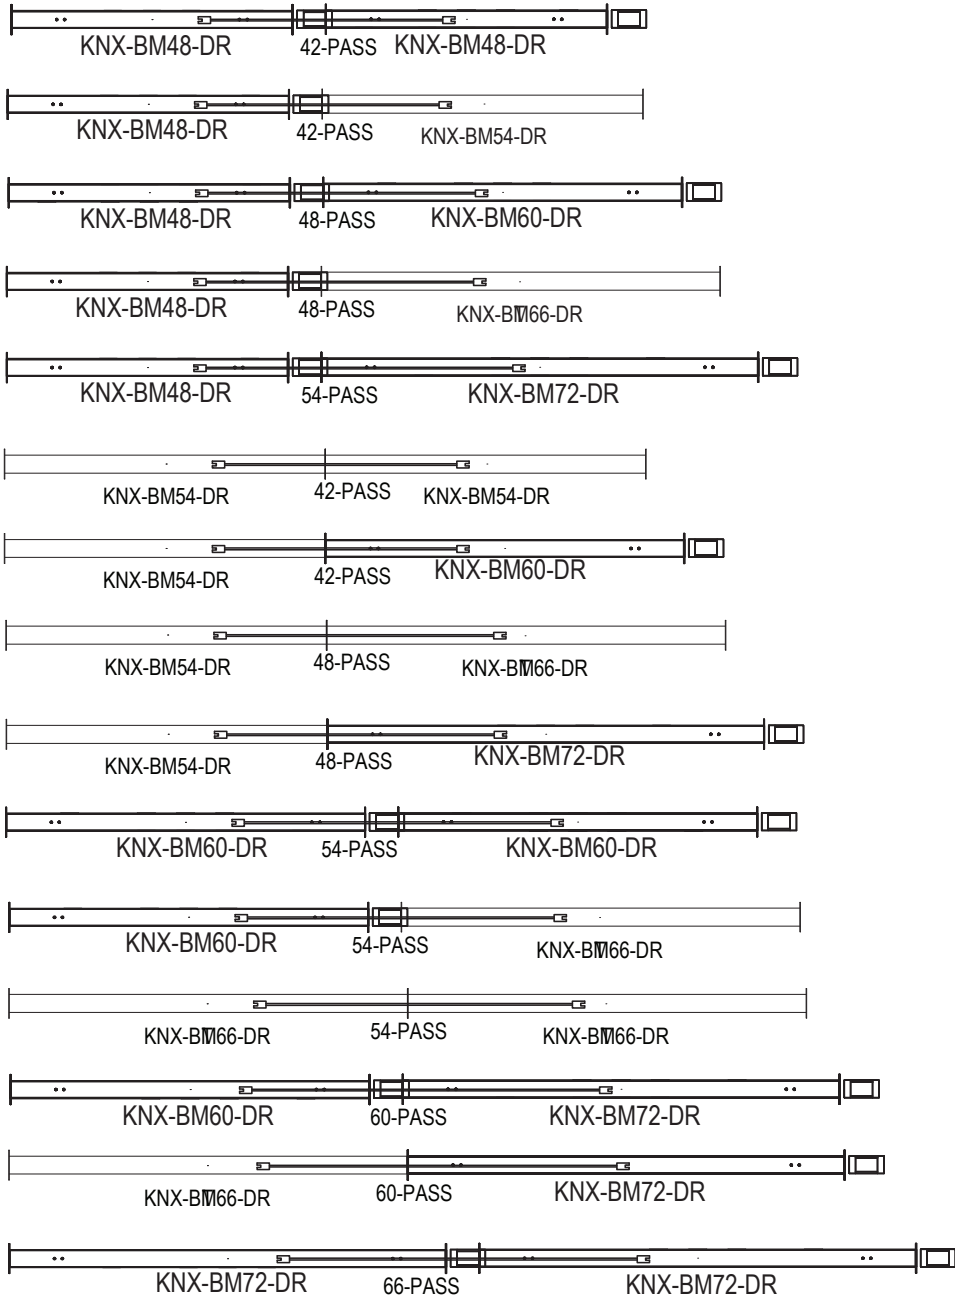 KNX-BM48-DR 42-PASS KNX-BM48-DR
KNX-BM48-DR 42-PASS KNX-BM54-DR
KNX-BM48-DR 48-PASS KNX-BM60-DR
KNX-BM48-DR 48-PASS KNX-BM66-DR
KNX-BM48-DR 54-PASS KNX-BM72-DR
KNX-BM54-DR 42-PASS KNX-BM54-DR
KNX-BM54-DR 42-PASS KNX-BM60-DR
KNX-BM54-DR 48-PASS KNX-BM66-DR
KNX-BM54-DR 48-PASS KNX-BM72-DR
KNX-BM60-DR 54-PASS KNX-BM60-DR
KNX-BM60-DR 54-PASS KNX-BM66-DR
KNX-BM66-DR 54-PASS KNX-BM66-DR
KNX-BM60-DR 60-PASS KNX-BM72-DR
KNX-BM66-DR 60-PASS KNX-BM72-DR
KNX-BM72-DR 66-PASS KNX-BM72-DR